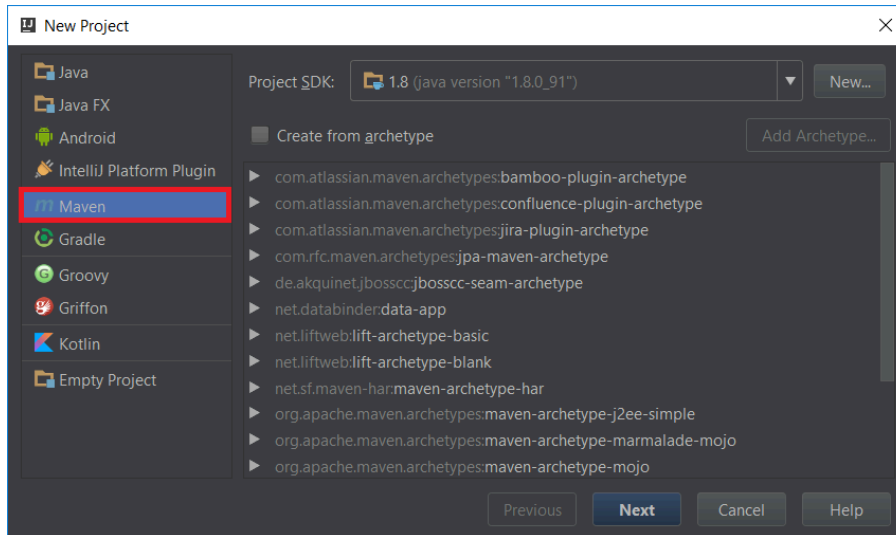 New Project
Java
Java FX
Android
IntelliJ Platform Plugin
Maven
Gradle
Groovy
Griffon
Kotlin
Empty Project
Project SDK: 1.8 (java version "1.8.0_91") New...
Create from archetype Add Archetype...
com.atlassian.maven.archetypes:bamboo-plugin-archetype
com.atlassian.maven.archetypes:confluence-plugin-archetype
com.atlassian.maven.archetypes:jira-plugin-archetype
com.rfc.maven.archetypes:jpa-maven-archetype
de.akquinet.jbosscc:jbosscc-seam-archetype
net.databinder:data-app
net.liftweb:lift-archetype-basic
net.liftweb:lift-archetype-blank
net.sf.maven-har:maven-archetype-har
org.apache.maven.archetypes:maven-archetype-j2ee-simple
org.apache.maven.archetypes:maven-archetype-marmalade-mojo
org.apache.maven.archetypes:maven-archetype-mojo
Previous Next Cancel Help